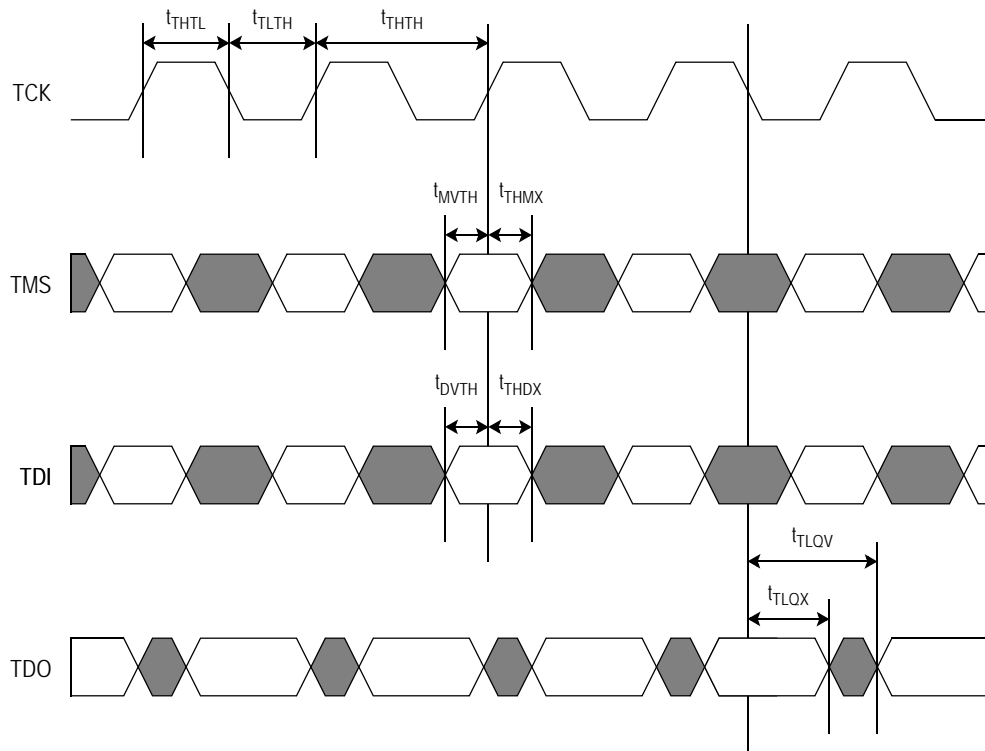 tTHTL tTLTH tTHTH
TCK
tMVTH tTHMX
TMS
tDVTH tTHDX
TDI
tTLQV
tTLQX
TDO